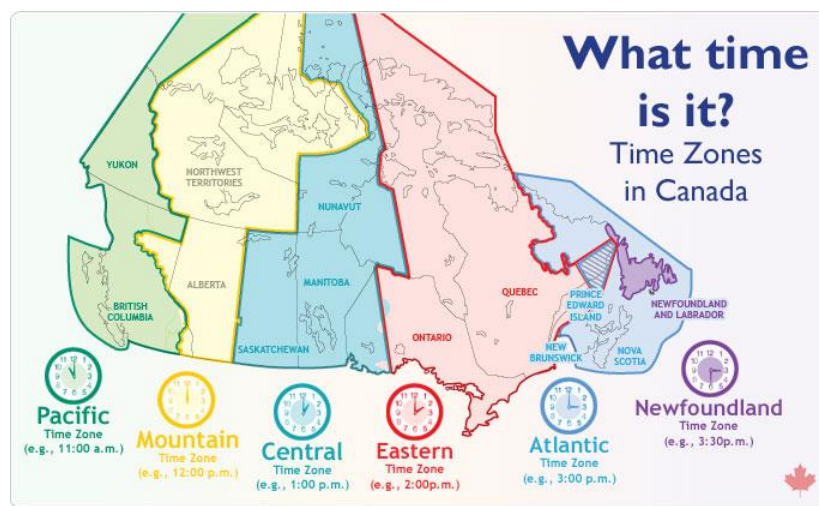 What time
is it?
Time Zones
in Canada
YUKON
NORTHWEST
TERRITORIES
NUNAVUT
BRITISH
COLUMBIA
ALBERTA
SASKATCHEWAN
MANITOBA
ONTARIO
QUEBEC
PRINCE
EDWARD
ISLAND
NEWFOUNDLAND
AND LABRADOR
NEW
BRUNSWICK
NOVA
SCOTIA
Pacific
Time Zone
(e.g., 11:00 a.m.)
Mountain
Time Zone
(e.g., 12:00 p.m.)
Central
Time Zone
(e.g., 1:00 p.m.)
Eastern
Time Zone
(e.g., 2:00p.m.)
Atlantic
Time Zone
(e.g., 3:00 p.m.)
Newfoundland
Time Zone
(e.g., 3:30p.m.)